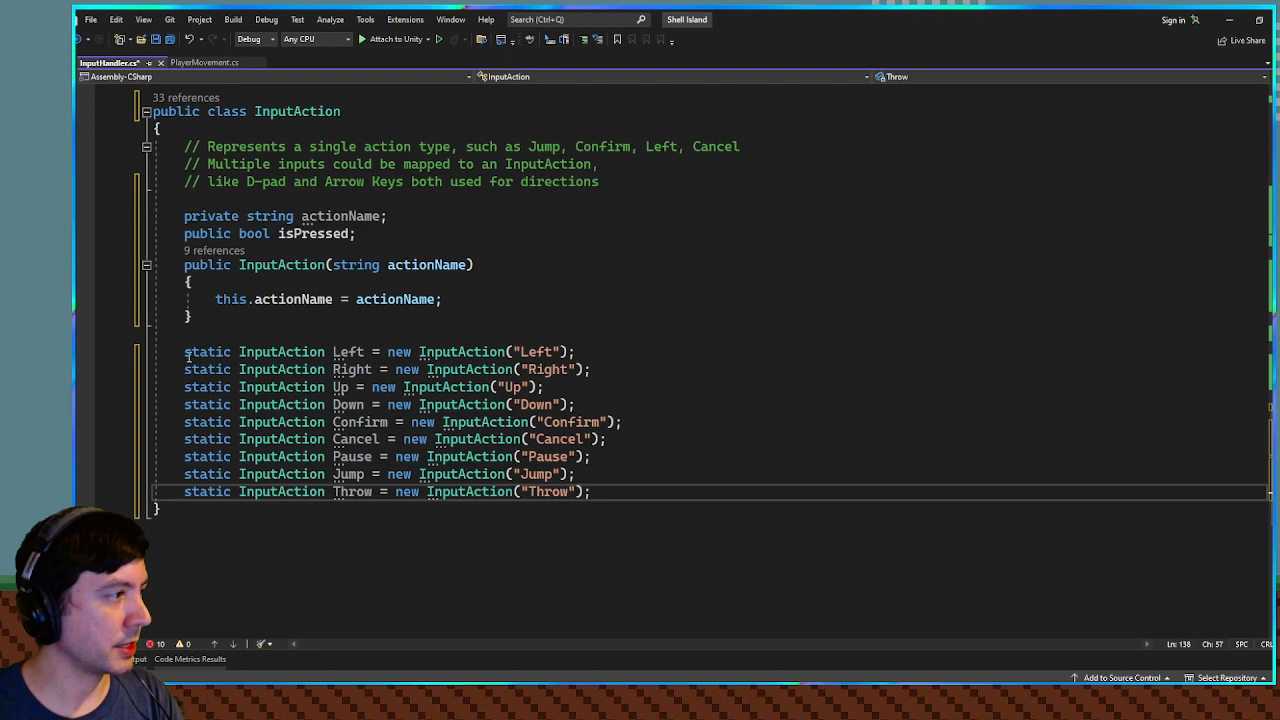 File Edit View Git Project Build Debug Test Analyze Tools Extensions Window Help Search (Ctrl+Q) Shell Island Sign in
Debug Any CPU Attach to Unity Live Share
InputHandler.cs* PlayerMovement.cs
Assembly-CSharp InputAction Throw
33 references
public class InputAction
{
// Represents a single action type, such as Jump, Confirm, Left, Cancel
// Multiple inputs could be mapped to an InputAction,
// like D-pad and Arrow Keys both used for directions
private string actionName;
public bool isPressed;
9 references
public InputAction(string actionName)
{
this.actionName = actionName;
}
static InputAction Left = new InputAction("Left");
static InputAction Right = new InputAction("Right");
static InputAction Up = new InputAction("Up");
static InputAction Down = new InputAction("Down");
static InputAction Confirm = new InputAction("Confirm");
static InputAction Cancel = new InputAction("Cancel");
static InputAction Pause = new InputAction("Pause");
static InputAction Jump = new InputAction("Jump");
static InputAction Throw = new InputAction("Throw");
}
10 0 Ln: 138 Ch: 57 SPC
Code Metrics Results
Add to Source Control Select Repository